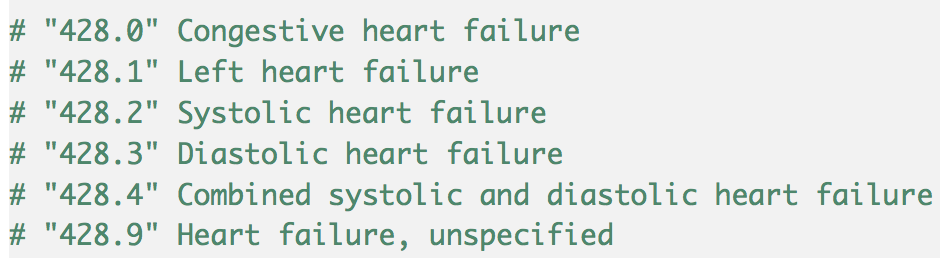 # "428.0" Congestive heart failure
# "428.1" Left heart failure
# "428.2" Systolic heart failure
# "428.3" Diastolic heart failure
# "428.4" Combined systolic and diastolic heart failure
# "428.9" Heart failure, unspecified